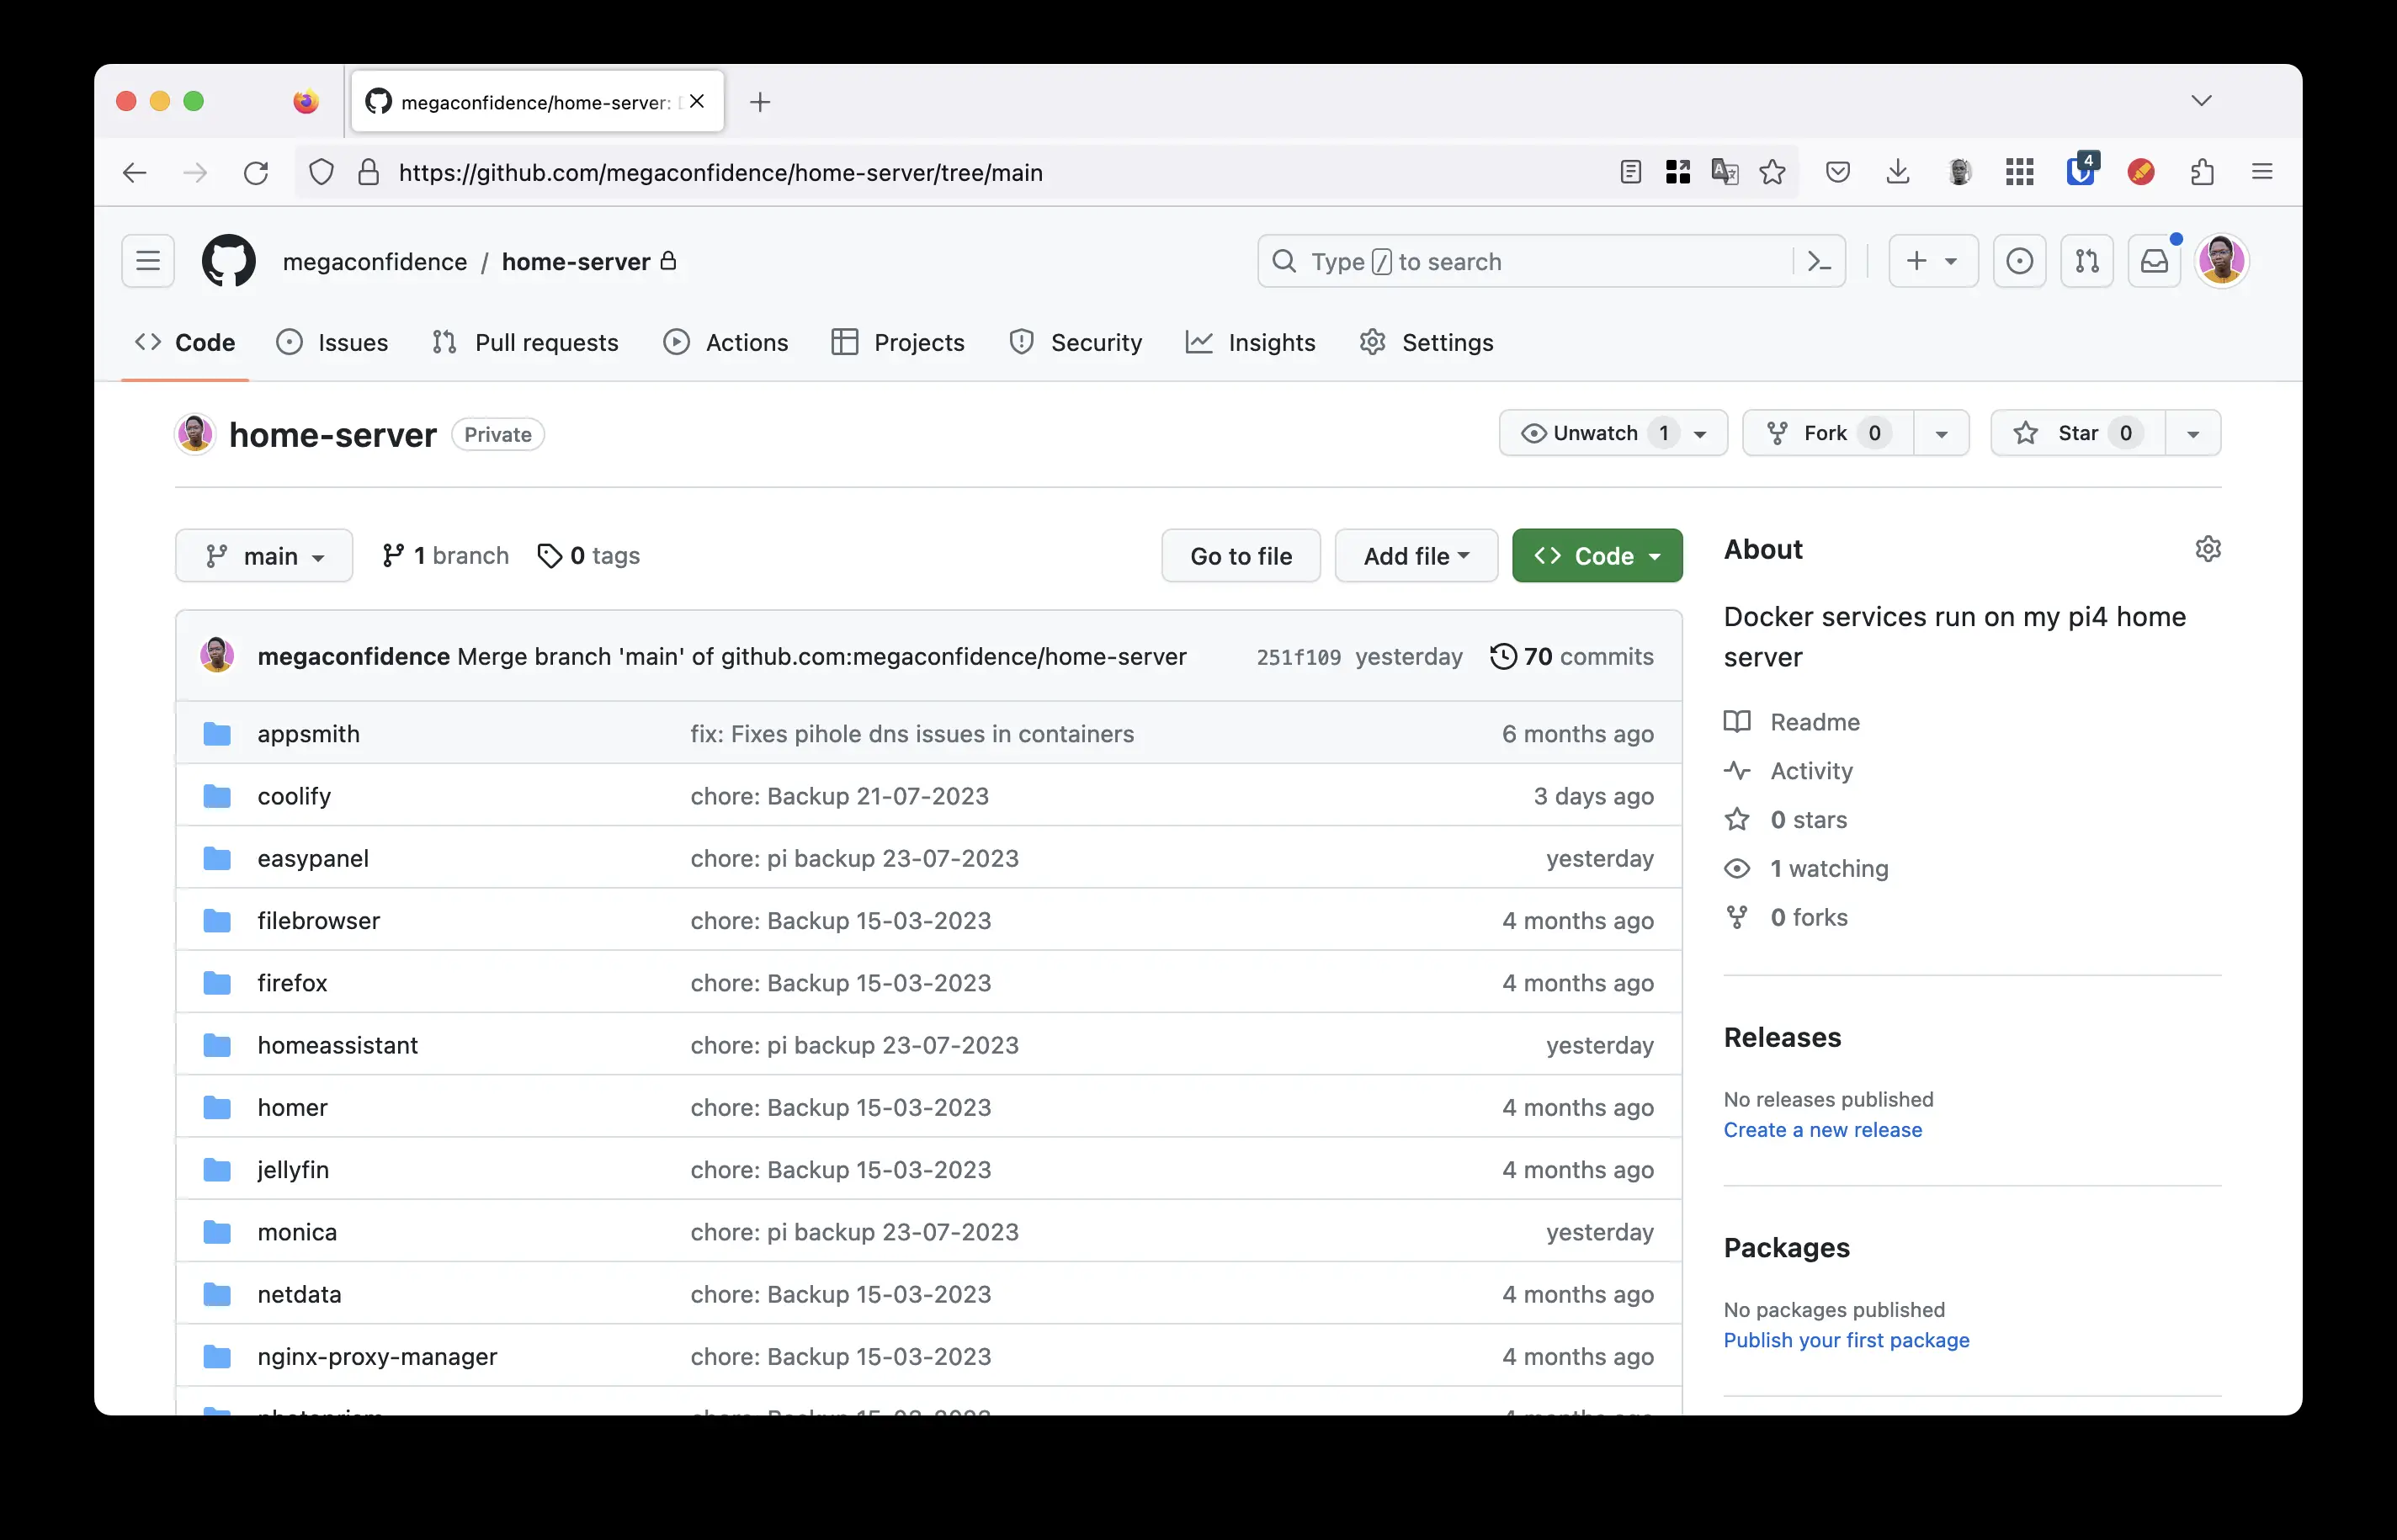 megaconfidence/home-server:
https://github.com/megaconfidence/home-server/tree/main
4
megaconfidence / home-server
Type / to search
Code Issues Pull requests Actions Projects Security Insights Settings
home-server Private
Unwatch 1 Fork 0 Star 0
main 1 branch 0 tags Go to file Add file Code
megaconfidence Merge branch 'main' of github.com:megaconfidence/home-server 251f109 yesterday 70 commits
appsmith fix: Fixes pihole dns issues in containers 6 months ago
coolify chore: Backup 21-07-2023 3 days ago
easypanel chore: pi backup 23-07-2023 yesterday
filebrowser chore: Backup 15-03-2023 4 months ago
firefox chore: Backup 15-03-2023 4 months ago
homeassistant chore: pi backup 23-07-2023 yesterday
homer chore: Backup 15-03-2023 4 months ago
jellyfin chore: Backup 15-03-2023 4 months ago
monica chore: pi backup 23-07-2023 yesterday
netdata chore: Backup 15-03-2023 4 months ago
nginx-proxy-manager chore: Backup 15-03-2023 4 months ago
About
Docker services run on my pi4 home
server
Readme
Activity
0 stars
1 watching
0 forks
Releases
No releases published
Create a new release
Packages
No packages published
Publish your first package